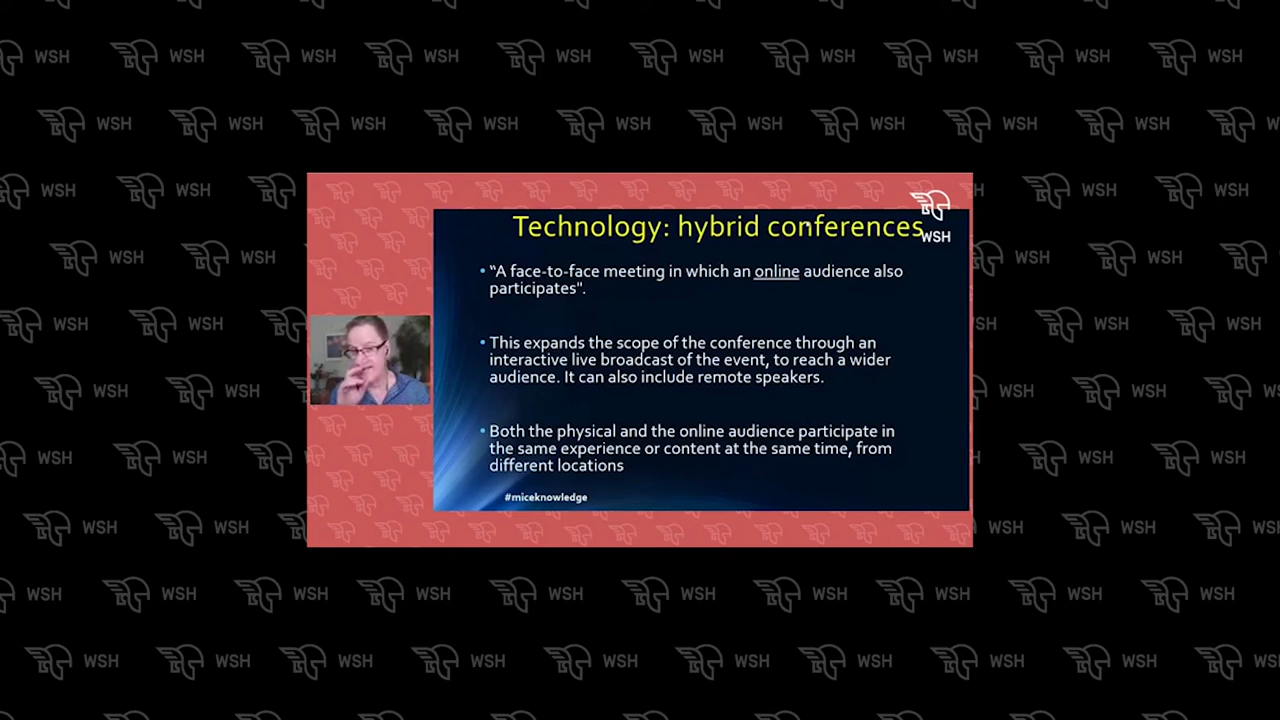 Technology: hybrid conferences
WSH
• "A face-to-face meeting in which an online audience also
participates".
• This expands the scope of the conference through an
interactive live broadcast of the event, to reach a wider
audience. It can also include remote speakers.
• Both the physical and the online audience participate in
the same experience or content at the same time, from
different locations
#miceknowledge